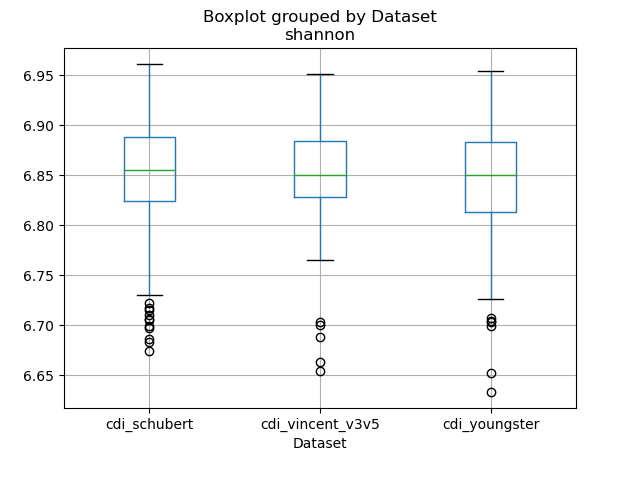 Boxplot grouped by Dataset
shannon
6.95
6.90
6.85
6.80
6.75
6.70
6.65
cdi_schubert
cdi_vincent_v3v5
cdi_youngster
Dataset